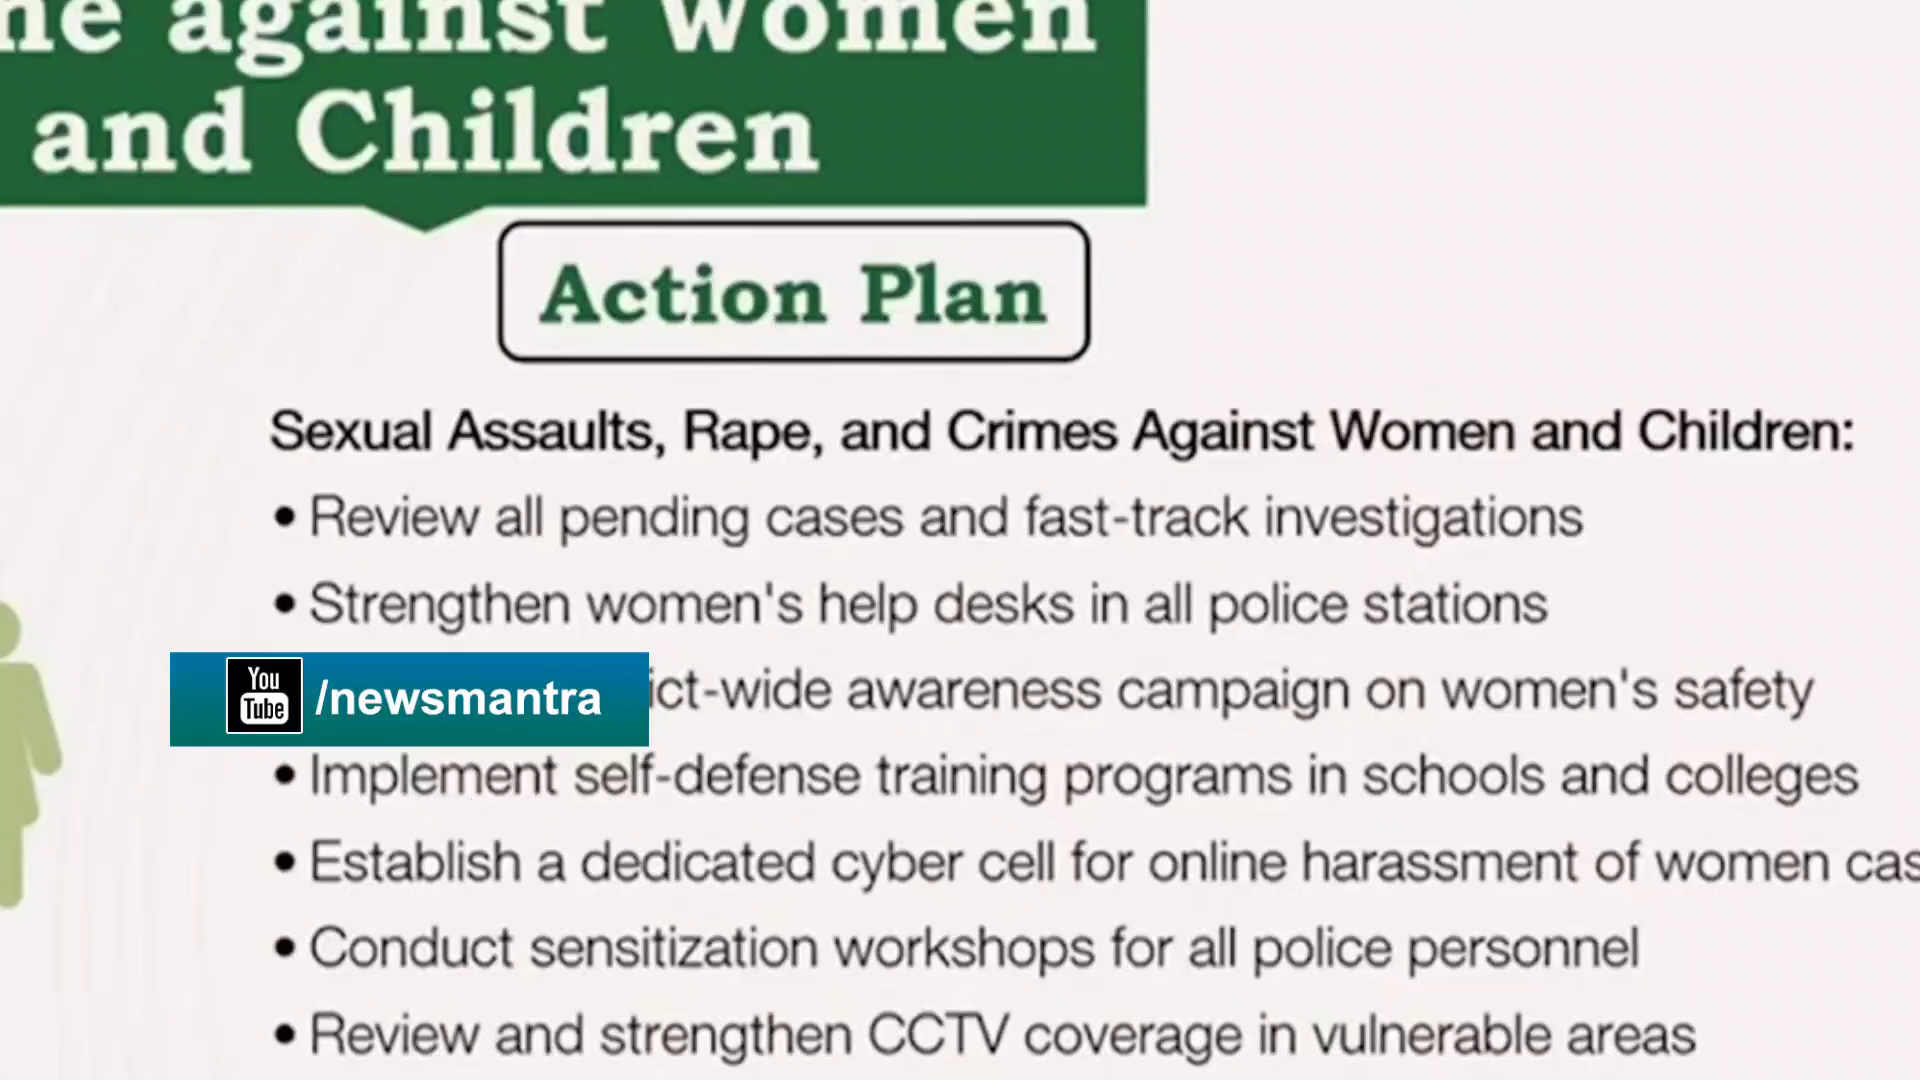 against Women
and Children
Action Plan
Sexual Assaults, Rape, and Crimes Against Women and Children:
• Review all pending cases and fast-track investigations
• Strengthen women's help desks in all police stations
You
Tube /newsmantra
awareness campaign on women's safety
• Implement self-defense training programs in schools and colleges
• Establish a dedicated cyber cell for online harassment of women
• Conduct sensitization workshops for all police personnel
• Review and strengthen CCTV coverage in vulnerable areas